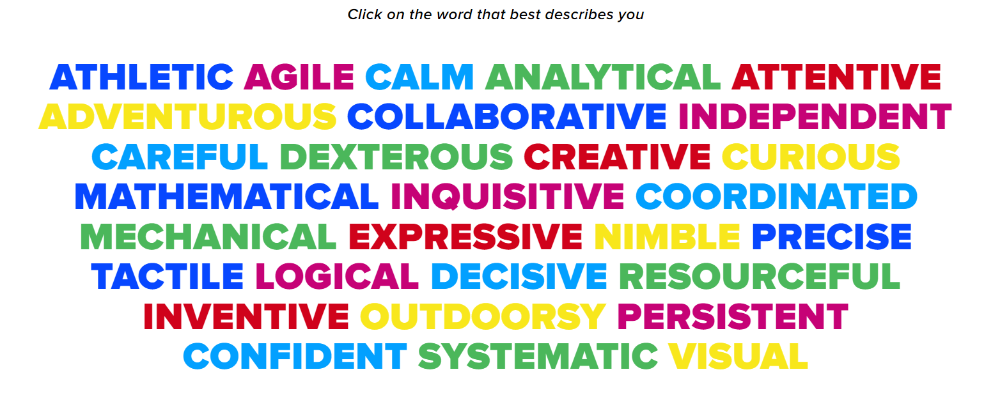 Click on the word that best describes you
ATHLETIC AGILE CALM ANALYTICAL ATTENTIVE
ADVENTUROUS COLLABORATIVE INDEPENDENT
CAREFUL DEXTEROUS CREATIVE CURIOUS
MATHEMATICAL INQUISITIVE COORDINATED
MECHANICAL EXPRESSIVE NIMBLE PRECISE
TACTILE LOGICAL DECISIVE RESOURCEFUL
INVENTIVE OUTDOORSY PERSISTENT
CONFIDENT SYSTEMATIC VISUAL